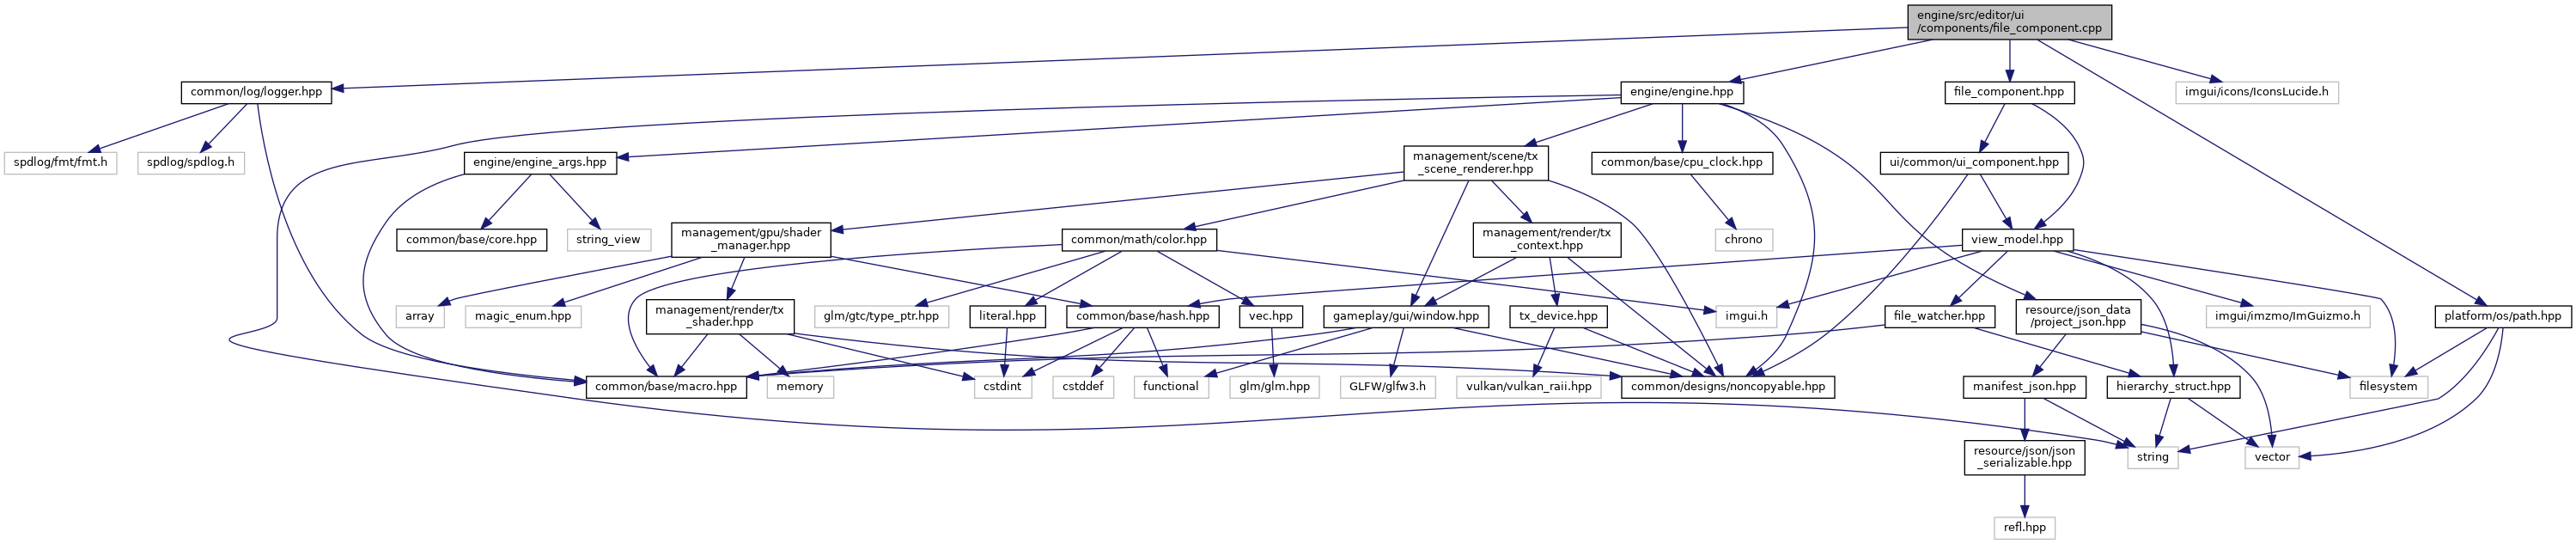 engine/src/editor/ui
/components/file_component.cpp
common/log/logger.hpp
engine/engine.hpp
file_component.hpp
imgui/icons/IconsLucide.h
spdlog/fmt/fmt.h
spdlog/spdlog.h
engine/engine_args.hpp
management/scene/tx
_scene_renderer.hpp
common/base/cpu_clock.hpp
ui/common/ui_component.hpp
common/base/core.hpp
string_view
management/gpu/shader
_manager.hpp
common/math/color.hpp
management/render/tx
_context.hpp
chrono
view_model.hpp
array
magic_enum.hpp
management/render/tx
_shader.hpp
glm/gtc/type_ptr.hpp
literal.hpp
common/base/hash.hpp
vec.hpp
gameplay/gui/window.hpp
tx_device.hpp
imgui.h
file_watcher.hpp
resource/json_data
/project_json.hpp
imgui/imzmo/ImGuizmo.h
platform/os/path.hpp
common/base/macro.hpp
memory
cstdint
cstddef
functional
glm/glm.hpp
GLFW/glfw3.h
vulkan/vulkan_raii.hpp
common/designs/noncopyable.hpp
manifest_json.hpp
hierarchy_struct.hpp
filesystem
resource/json/json
_serializable.hpp
string
vector
refl.hpp